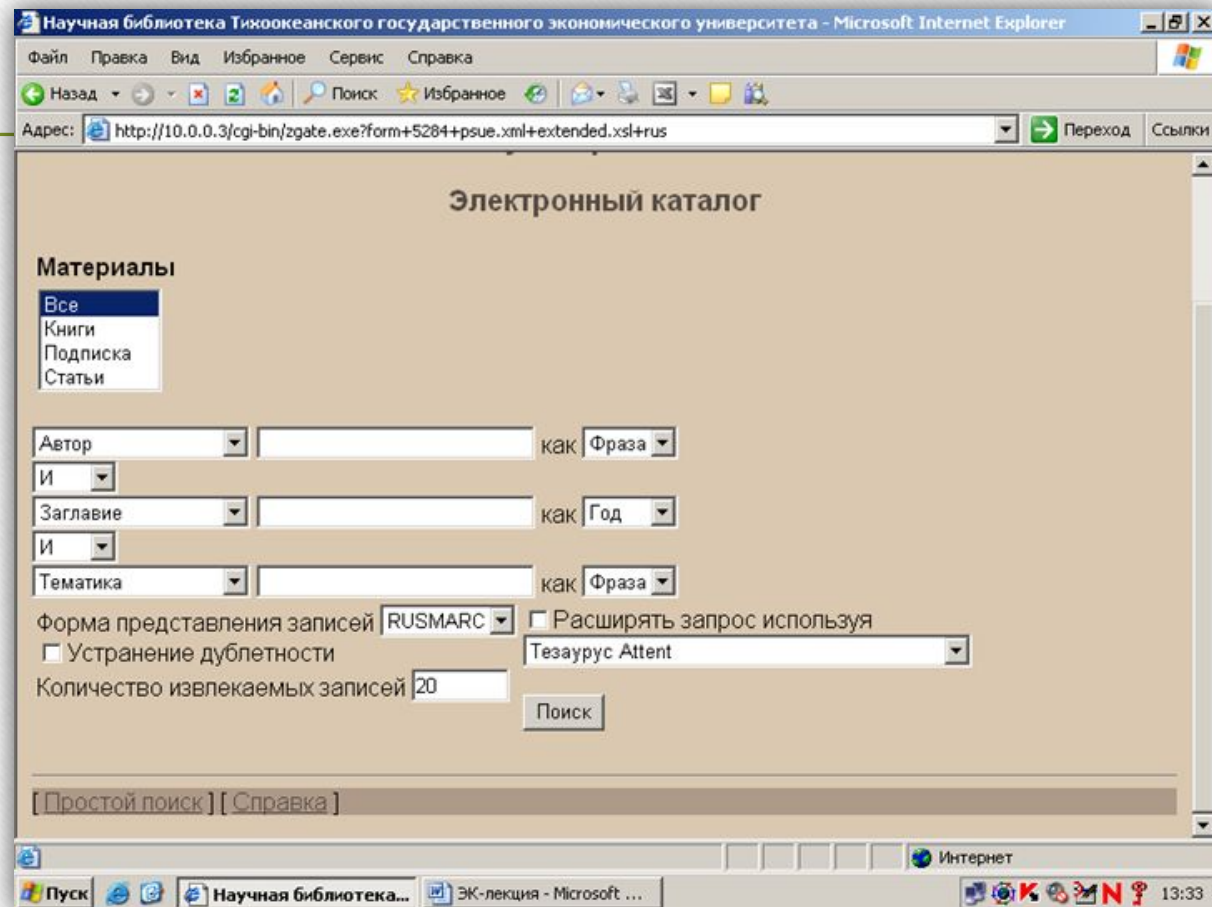 Научная библиотека Тихоокеанского государственного экономического университета - Microsoft Internet Explorer
Файл Правка Вид Избранное Сервис Справка
Назад Поиск Избранное
Адрес: http://10.0.0.3/cgi-bin/zgate.exe?form+5284+psue.xml+extended.xsl+rus Переход Ссылки
Электронный каталог
Материалы
Все
Книги
Подписка
Статьи
Автор как Фраза
И
Заглавие как Год
И
Тематика как Фраза
Форма представления записей RUSMARC Расширять запрос используя
Устранение дублетности Тезаурус Attent
Количество извлекаемых записей 20
Поиск
[ Простой поиск ] [ Справка ]
Интернет
Пуск Научная библиотека... ЭК-лекция - Microsoft ... 13:33